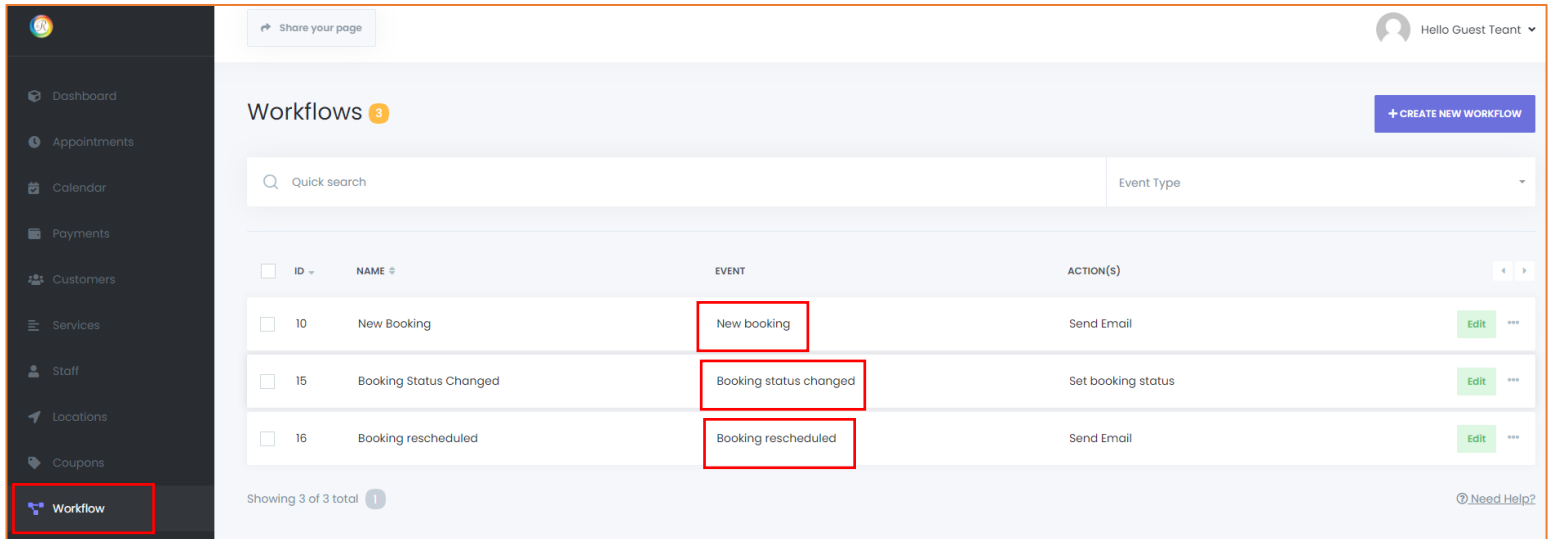 Share your page
Hello Guest Teant
Dashboard
Appointments
Calendar
Payments
Customers
Services
Staff
Locations
Coupons
Workflow
Workflows 3
+ CREATE NEW WORKFLOW
Quick search
Event Type
ID NAME EVENT ACTION(S)
10 New Booking New booking Send Email Edit
15 Booking Status Changed Booking status changed Set booking status Edit
16 Booking rescheduled Booking rescheduled Send Email Edit
Showing 3 of 3 total 1
Need Help?